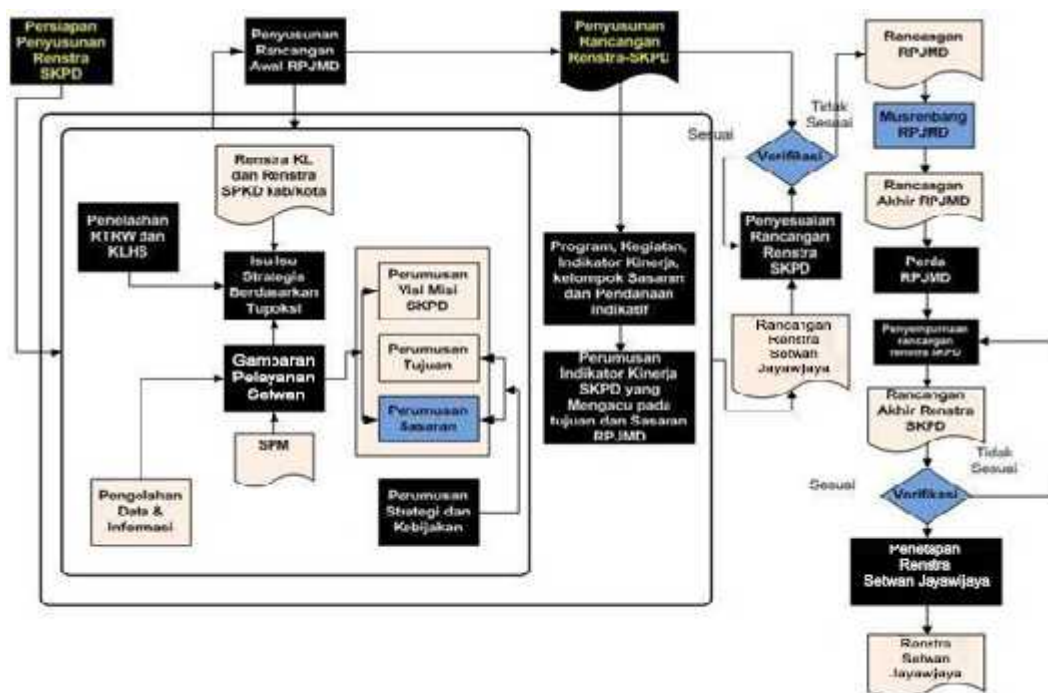 Persiapan
Penyusunan
Renstra
SKPD
Penyusunan
Rancangan
Awal RPJMD
Penyusunan
Rancangan
Renstra-SKPD
Rancangan
RPJMD
Tidak
Sesuai
Sesuai
Verifikasi
Musrenbang
RPJMD
Renstra KL
dan Renstra
SPKD kab/kota
Rancangan
Akhir RPJMD
Penelaahan
RTRW dan
KLHS
Isu Isu
Strategis
Berdasarkan
Tupoksi
Perumusan
Visi Misi
SKPD
Program, Kegiatan,
Indikator Kinerja,
kelompok Sasaran
dan Pendanaan
indikatif
Penyesuaian
Rancangan
Renstra
SKPD
Perda
RPJMD
Gambaran
Pelayanan
Setwan
Perumusan
Tujuan
Perumusan
Sasaran
Perumusan
Indikator Kinerja
SKPD yang
Mengacu pada
tujuan dan Sasaran
RPJMD
Rancangan
Renstra
Setwan
Jayawjaya
Penyempurnaan
rancangan
renstra SKPD
Rancangan
Akhir Renstra
SKPD
SPM
Tidak
Sesuai
Sesuai
Verifikasi
Pengolahan
Data &
Informasi
Perumusan
Strategi dan
Kebijakan
Penetapan
Renstra
Setwan Jayawijaya
Renstra
Setwan
Jayawjaya